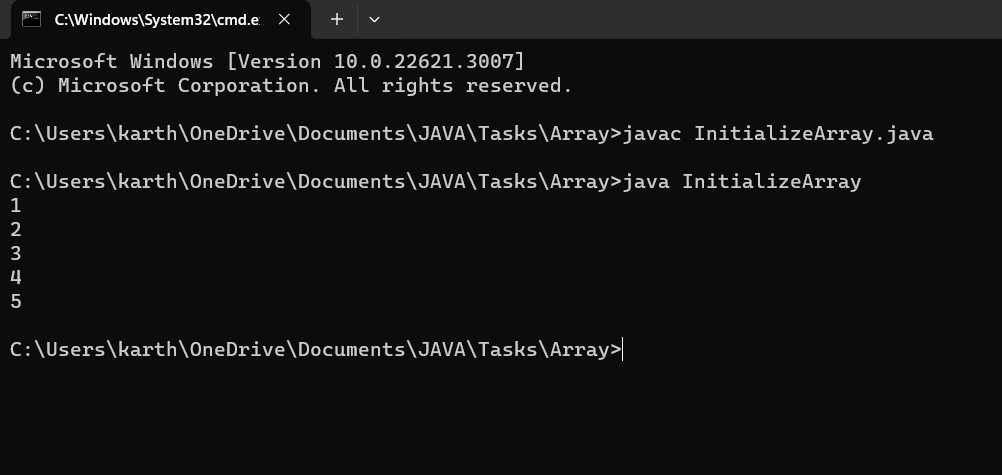 C:\Windows\System32\cmd.e
Microsoft Windows [Version 10.0.22621.3007]
(c) Microsoft Corporation. All rights reserved.
C:\Users\karth\OneDrive\Documents\JAVA\Tasks\Array>javac InitializeArray.java
C:\Users\karth\OneDrive\Documents\JAVA\Tasks\Array>java InitializeArray
1
2
3
4
5
C:\Users\karth\OneDrive\Documents\JAVA\Tasks\Array>